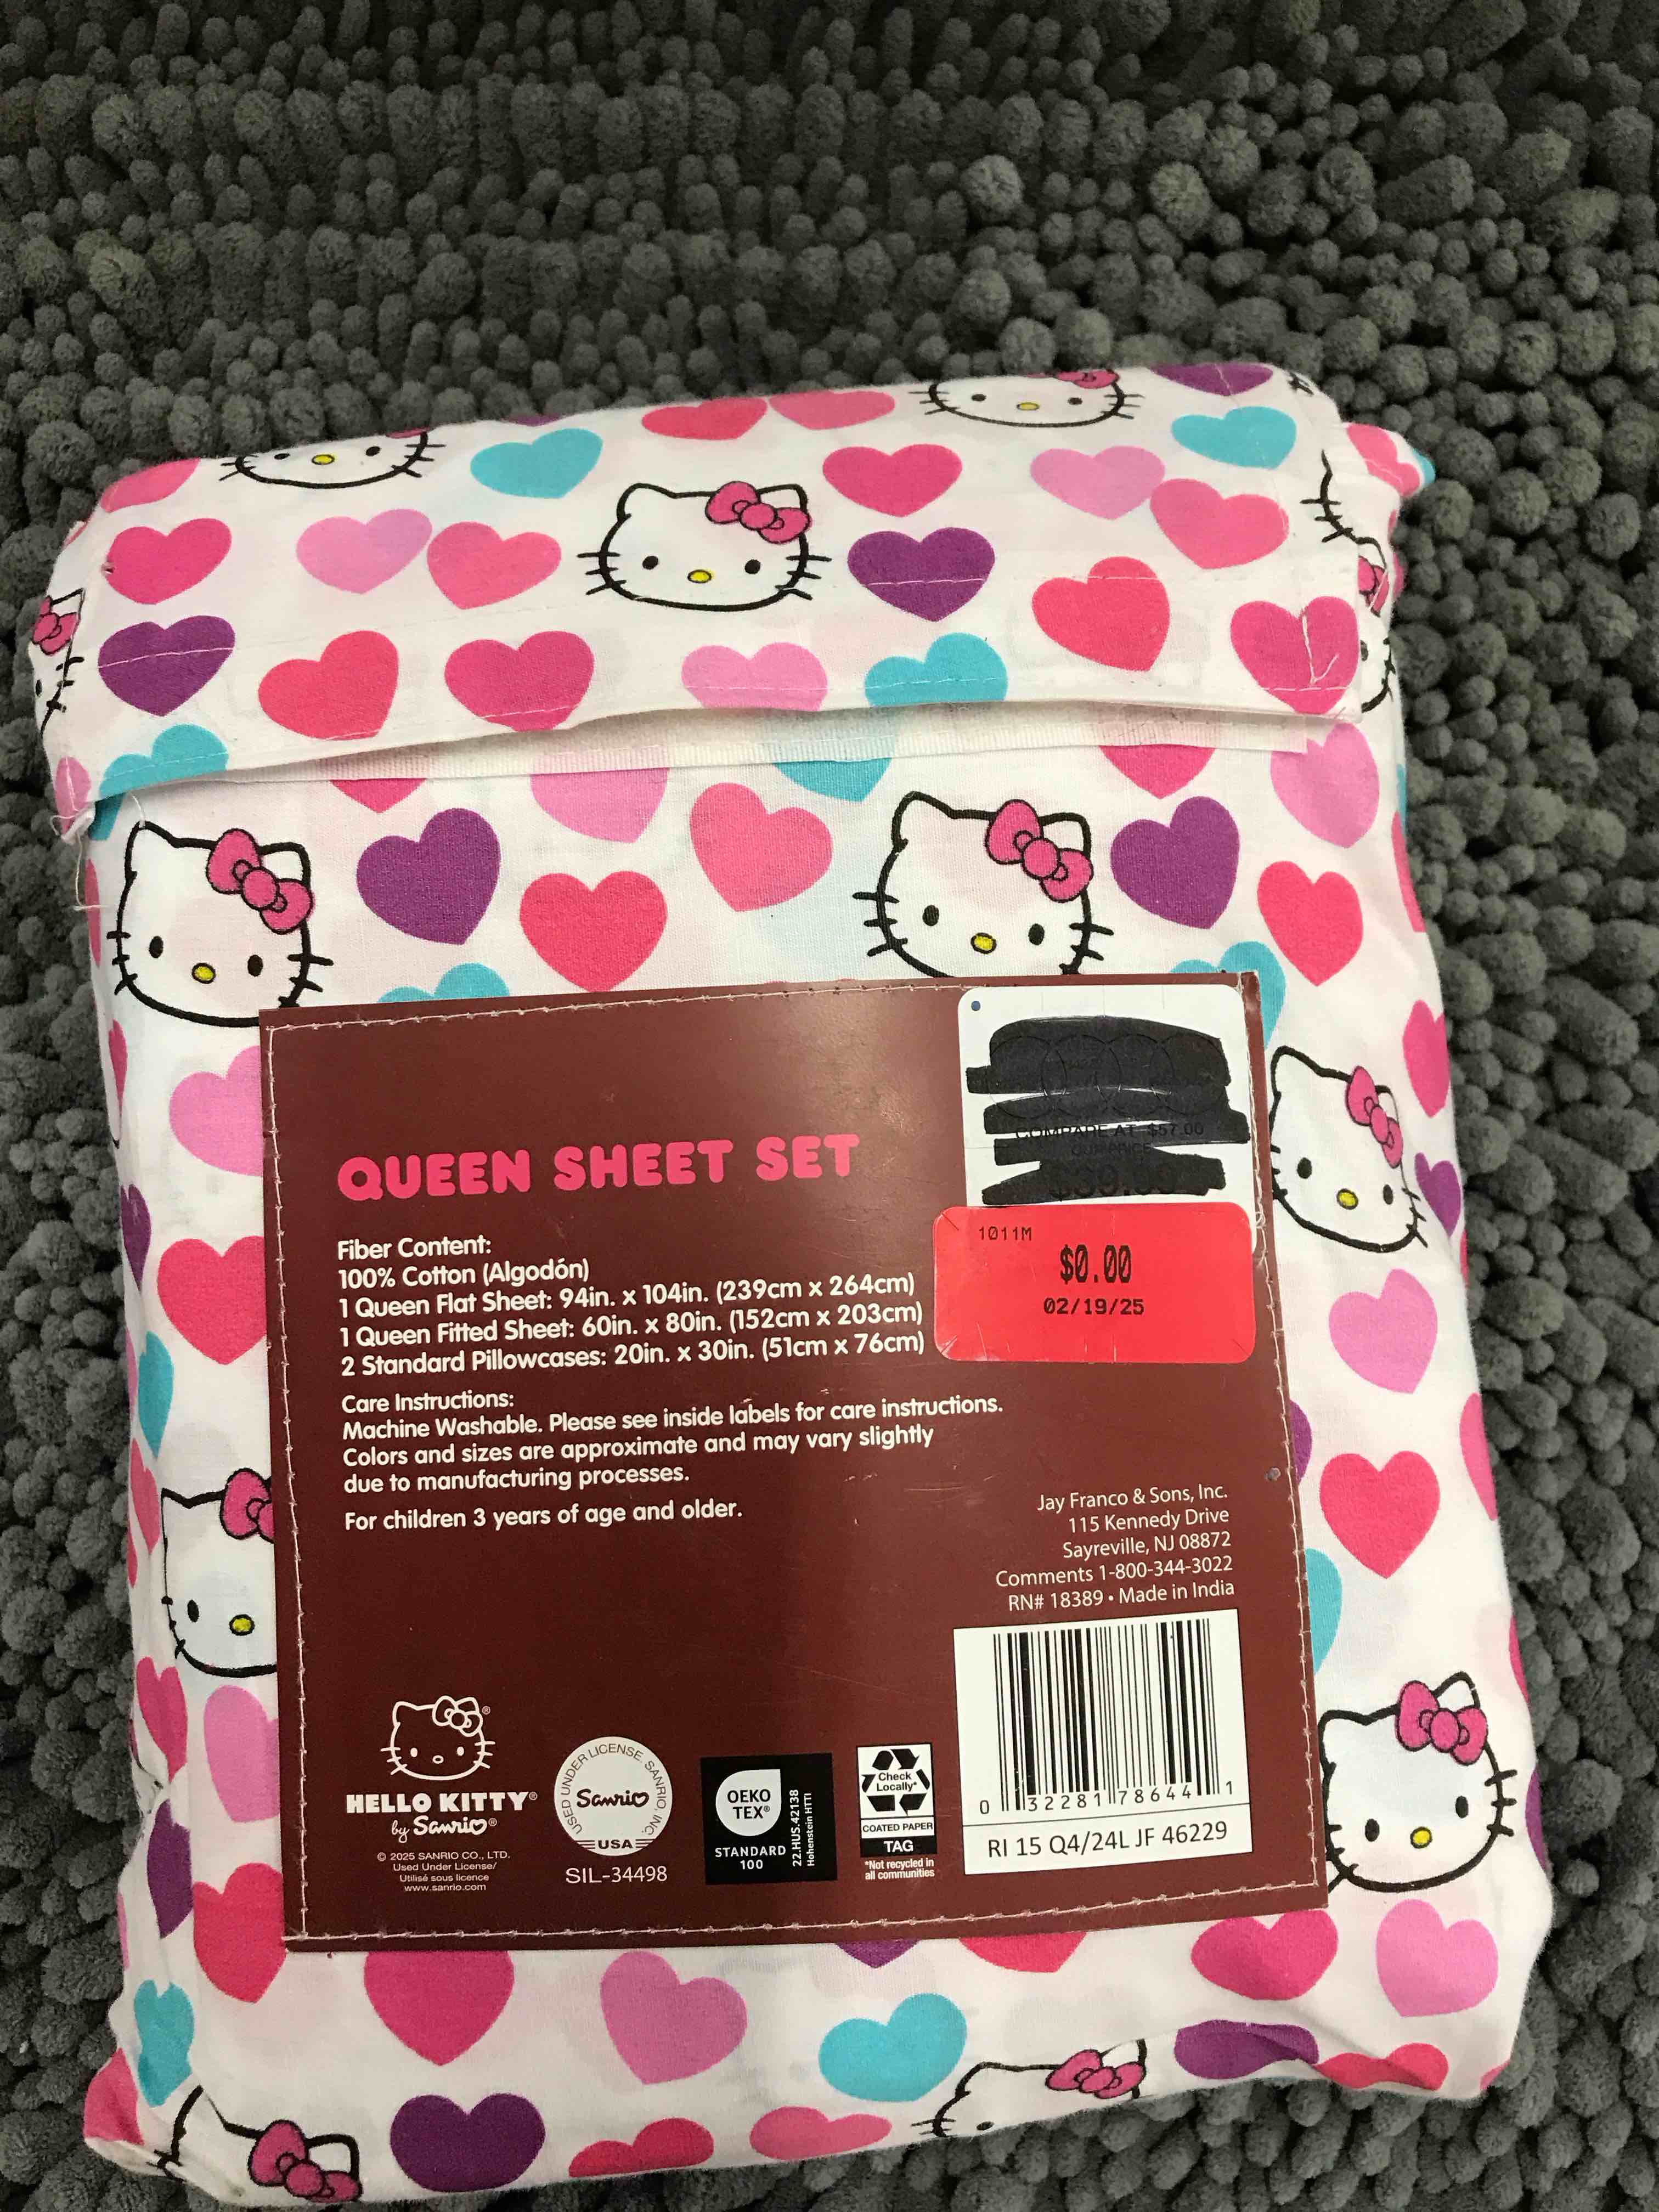 COMPARE AT $57.00
OUR PRICE
1011M
$0.00
02/19/25
QUEEN SHEET SET
Fiber Content:
100% Cotton (Algodón)
1 Queen Flat Sheet: 94in. x 104in. (239cm x 264cm)
1 Queen Fitted Sheet: 60in. x 80in. (152cm x 203cm)
2 Standard Pillowcases: 20in. x 30in. (51cm x 76cm)
Care Instructions:
Machine Washable. Please see inside labels for care instructions.
Colors and sizes are approximate and may vary slightly
due to manufacturing processes.
For children 3 years of age and older.
Jay Franco & Sons, Inc.
115 Kennedy Drive
Sayreville, NJ 08872
Comments 1-800-344-3022
RN# 18389 • Made in India
HELLO KITTY®
by Sanrio®
© 2025 SANRIO CO., LTD.
Used Under License/
Utilisé sous licence
www.sanrio.com
USED UNDER LICENSE. SANRIO, INC.
Sanrio
USA
SIL-34498
OEKO
TEX®
STANDARD
100
22.HUS.42138
Hohenstein HTTI
Check
Locally*
COATED PAPER
TAG
*Not recycled in
all communities
0 32281 78644 1
RI 15 Q4/24L JF 46229